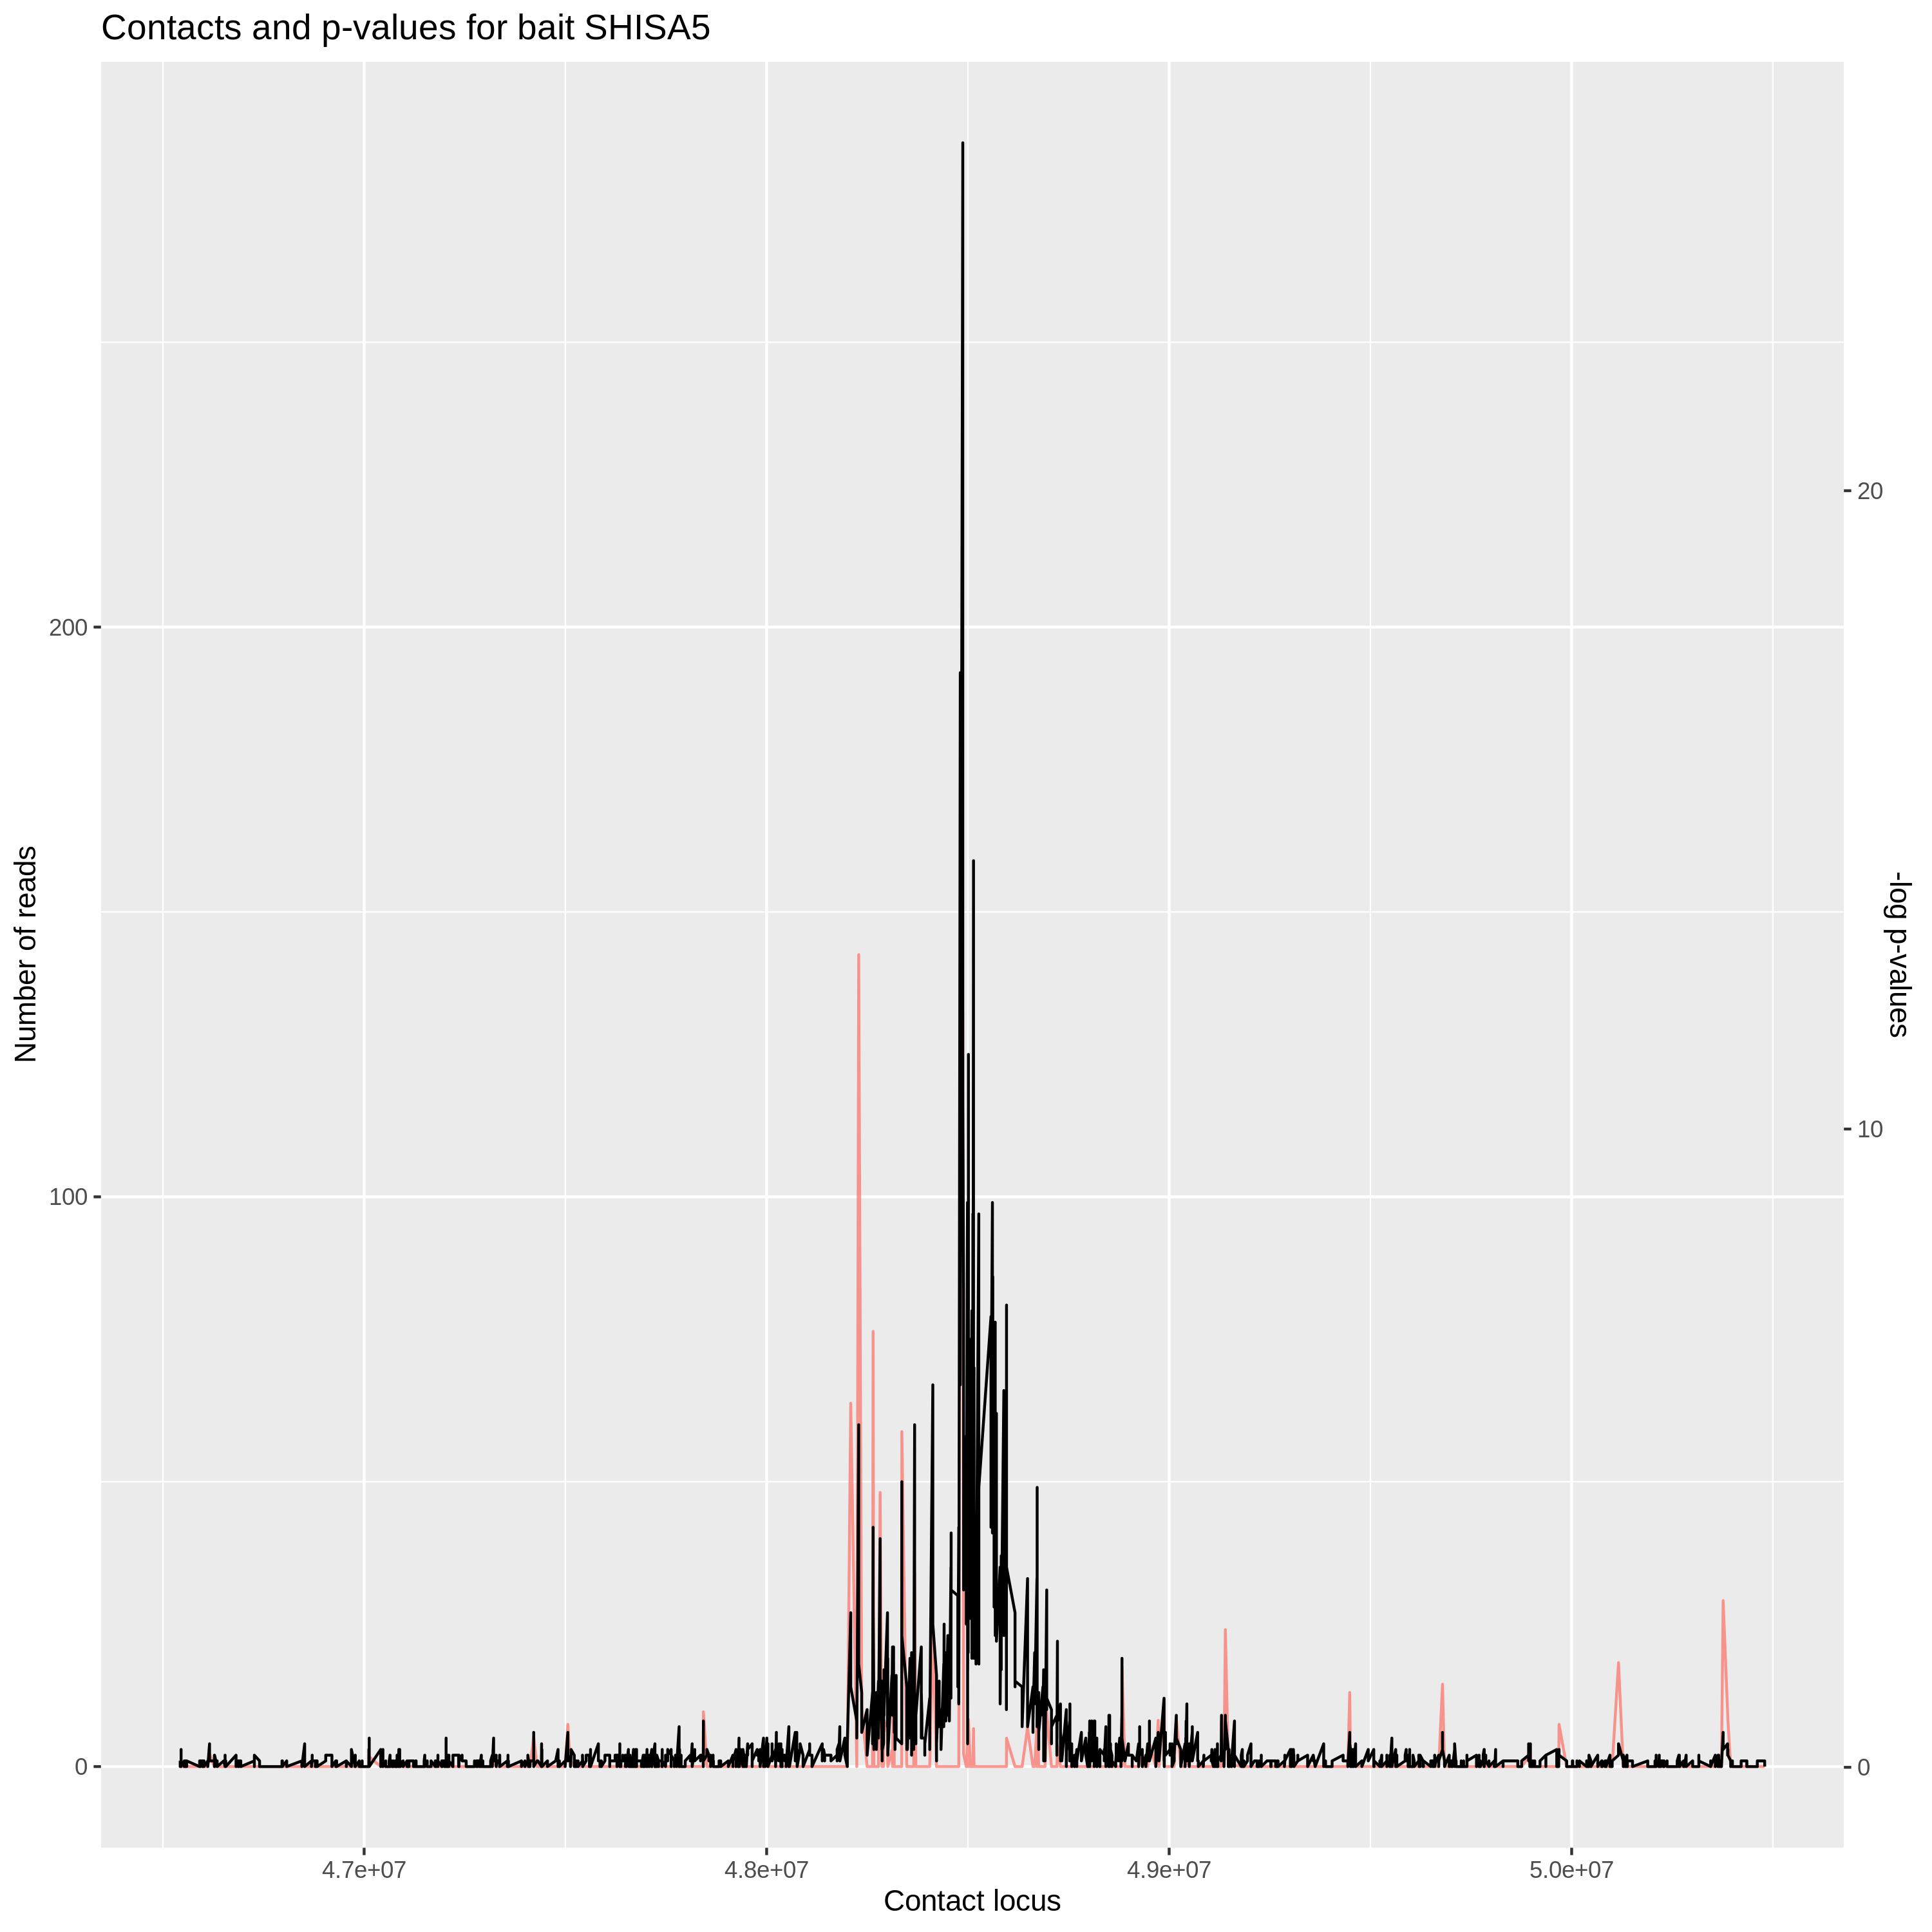 Contacts and p-values for bait SHISA5
Number of reads
200
100
0
-log p-values
20
10
0
4.7e+07
4.8e+07
4.9e+07
5.0e+07
Contact locus